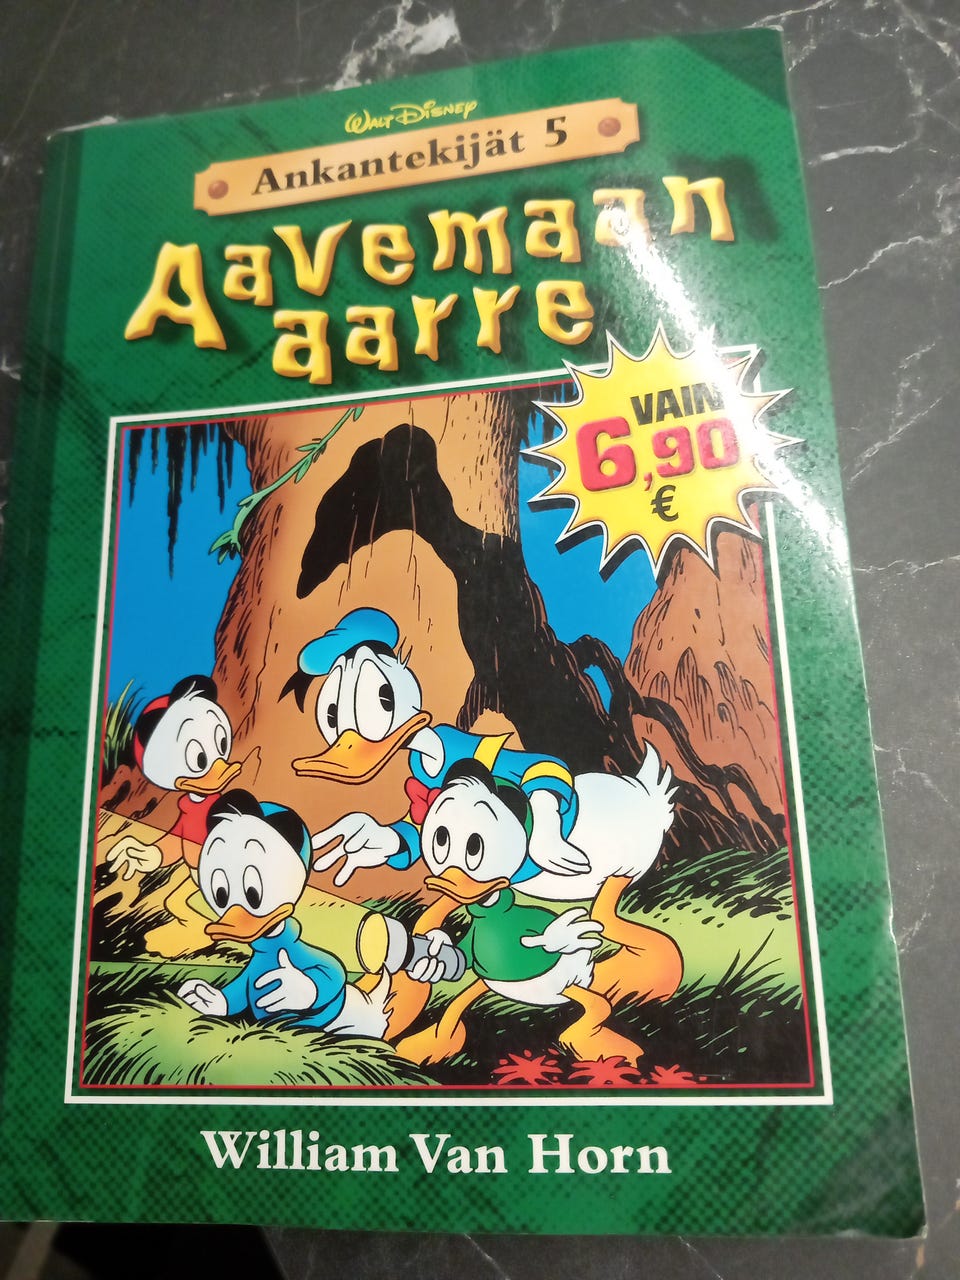 Walt Disney
Ankantekijät 5
Aavemaan
aarre
VAIN
6,90
€
William Van Horn